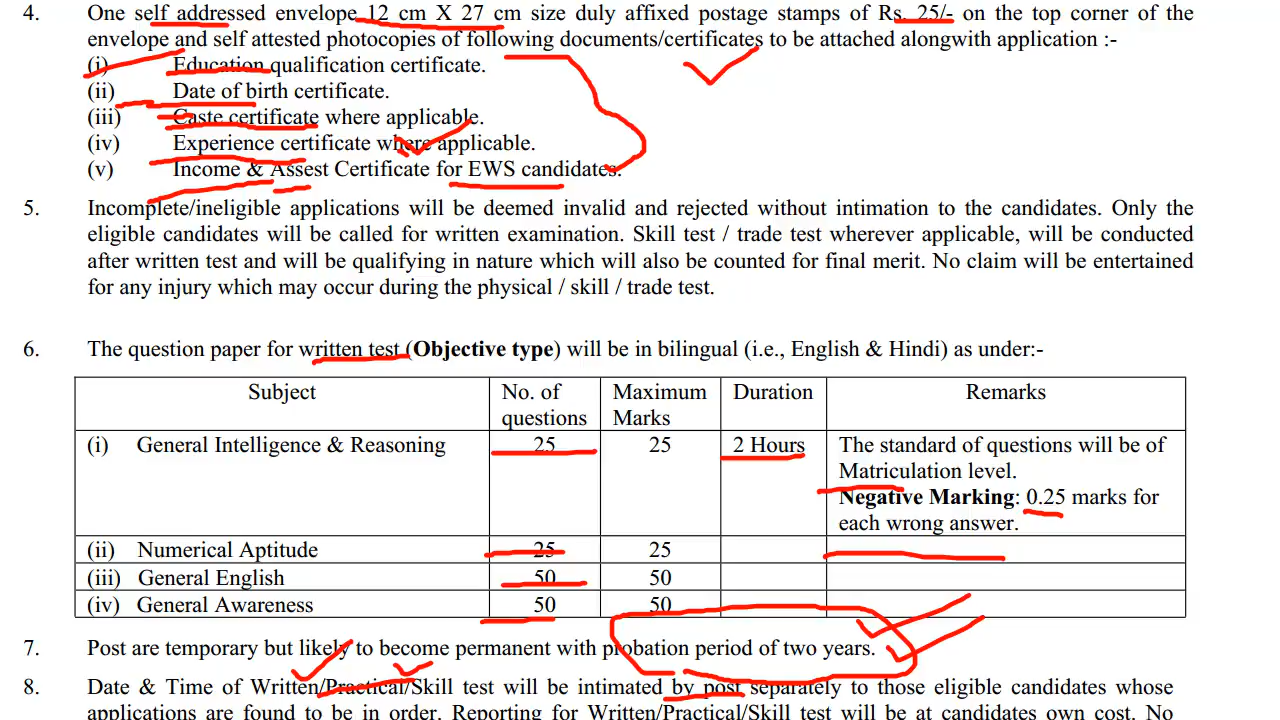 4. One self addressed envelope 12 cm X 27 cm size duly affixed postage stamps of Rs. 25/- on the top corner of the
envelope and self attested photocopies of following documents/certificates to be attached alongwith application :-
(i) Education qualification certificate.
(ii) Date of birth certificate.
(iii) Caste certificate where applicable.
(iv) Experience certificate where applicable.
(v) Income & Assest Certificate for EWS candidates.
5. Incomplete/ineligible applications will be deemed invalid and rejected without intimation to the candidates. Only the
eligible candidates will be called for written examination. Skill test / trade test wherever applicable, will be conducted
after written test and will be qualifying in nature which will also be counted for final merit. No claim will be entertained
for any injury which may occur during the physical / skill / trade test.
6. The question paper for written test (Objective type) will be in bilingual (i.e., English & Hindi) as under:-
Subject No. of questions Maximum Marks Duration Remarks
(i) General Intelligence & Reasoning 25 25 2 Hours The standard of questions will be of
Matriculation level.
Negative Marking: 0.25 marks for
each wrong answer.
(ii) Numerical Aptitude 25 25
(iii) General English 50 50
(iv) General Awareness 50 50
7. Post are temporary but likely to become permanent with probation period of two years.
8. Date & Time of Written/Practical/Skill test will be intimated by post separately to those eligible candidates whose
applications are found to be in order. Reporting for Written/Practical/Skill test will be at candidates own cost. No